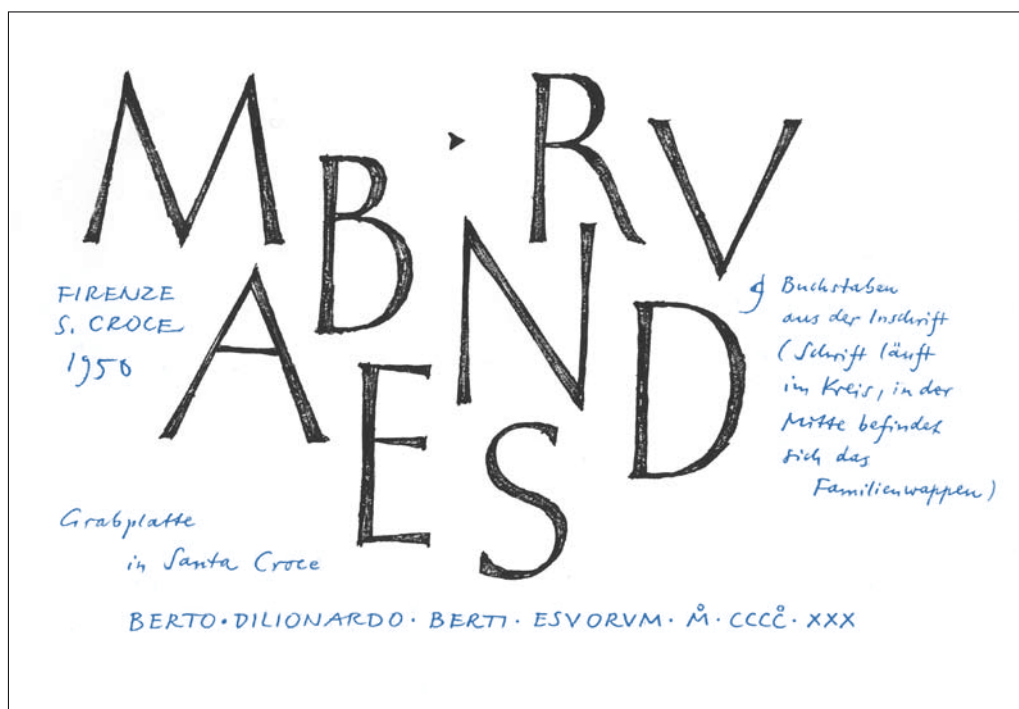 M B R V
A E N S D
FIRENZE
S. CROCE
1950
Buchstaben
aus der Inschrift
(Schrift läuft
im Kreis, in der
Mitte befindet
sich das
Familienwappen)
Grabplatte
in Santa Croce
BERTO · DILIONARDO · BERTI · ESVORVM · M̊ · CCCC̊ · XXX